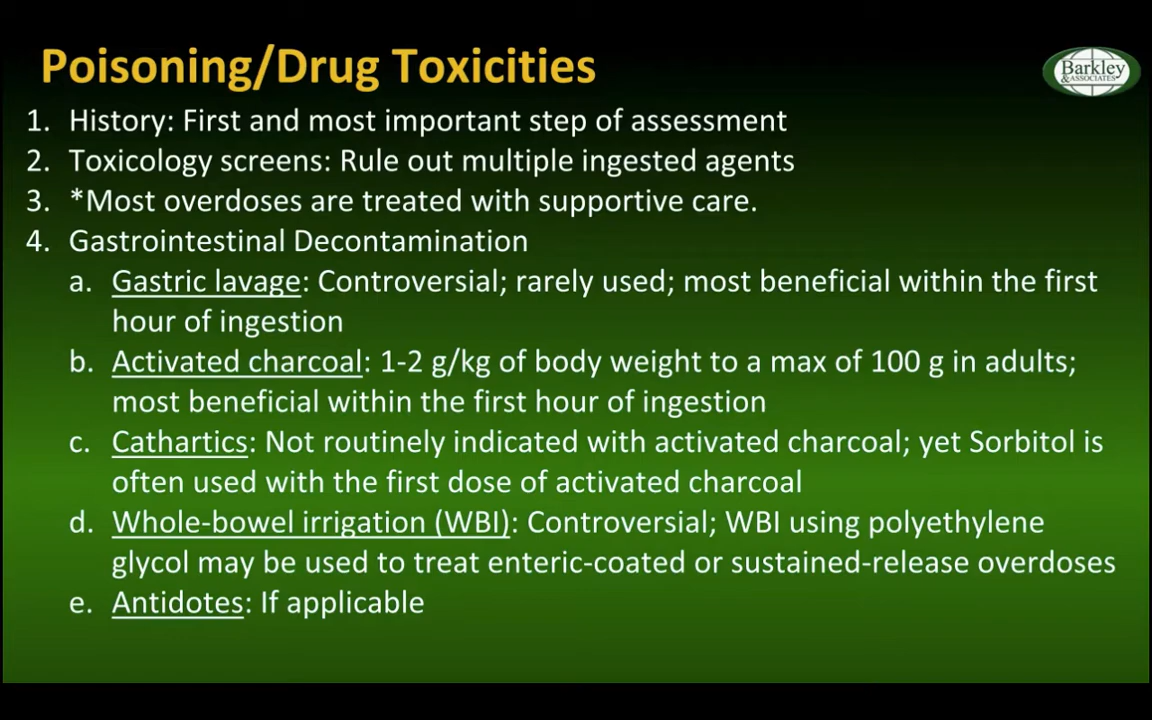 Poisoning/Drug Toxicities
Barkley
& ASSOCIATES
1. History: First and most important step of assessment
2. Toxicology screens: Rule out multiple ingested agents
3. *Most overdoses are treated with supportive care.
4. Gastrointestinal Decontamination
a. Gastric lavage: Controversial; rarely used; most beneficial within the first
hour of ingestion
b. Activated charcoal: 1-2 g/kg of body weight to a max of 100 g in adults;
most beneficial within the first hour of ingestion
c. Cathartics: Not routinely indicated with activated charcoal; yet Sorbitol is
often used with the first dose of activated charcoal
d. Whole-bowel irrigation (WBI): Controversial; WBI using polyethylene
glycol may be used to treat enteric-coated or sustained-release overdoses
e. Antidotes: If applicable